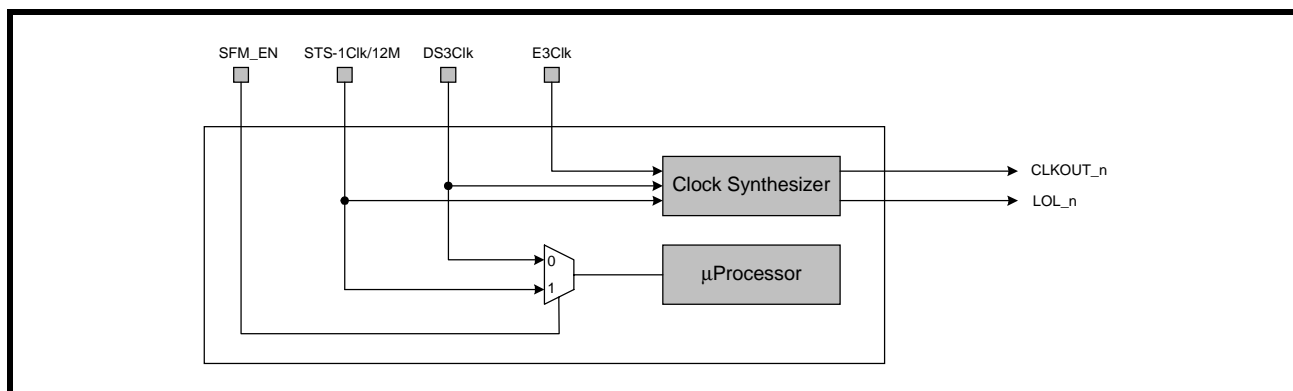 SFM_EN STS-1Clk/12M DS3Clk E3Clk
Clock Synthesizer
CLKOUT_n
LOL_n
0
1
μProcessor